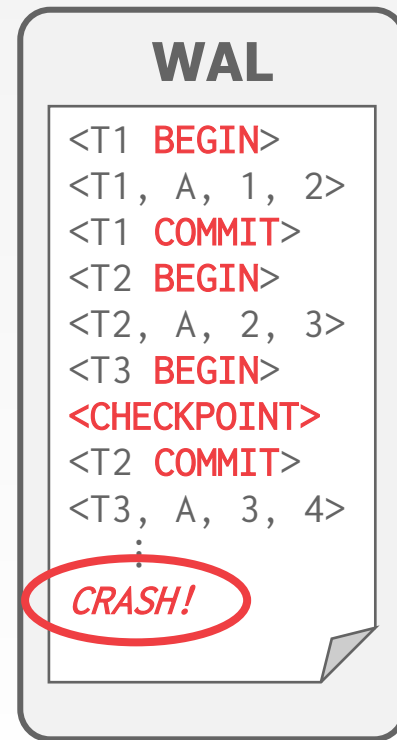 WAL
<T1 BEGIN>
<T1, A, 1, 2>
<T1 COMMIT>
<T2 BEGIN>
<T2, A, 2, 3>
<T3 BEGIN>
<CHECKPOINT>
<T2 COMMIT>
<T3, A, 3, 4>
⋮
CRASH!